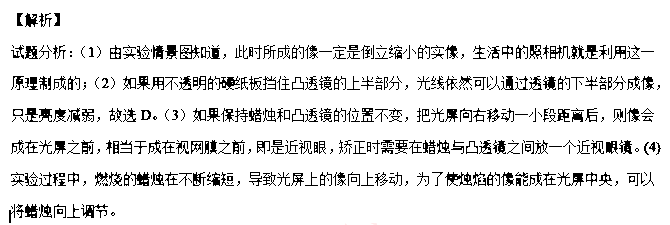 【解析】
试题分析：（1）由实验情景图知道，此时所成的像一定是倒立缩小的实像，生活中的照相机就是利用这一
原理制成的；（2）如果用不透明的硬纸板挡住凸透镜的上半部分，光线依然可以通过透镜的下半部分成像，
只是亮度减弱，故选 D。（3）如果保持蜡烛和凸透镜的位置不变，把光屏向右移动一小段距离后，则像会
成在光屏之前，相当于成在视网膜之前，即是近视眼，矫正时需要在蜡烛与凸透镜之间放一个近视眼镜。(4)
实验过程中，燃烧的蜡烛在不断缩短，导致光屏上的像向上移动，为了使烛焰的像能成在光屏中央，可以
将蜡烛向上调节。